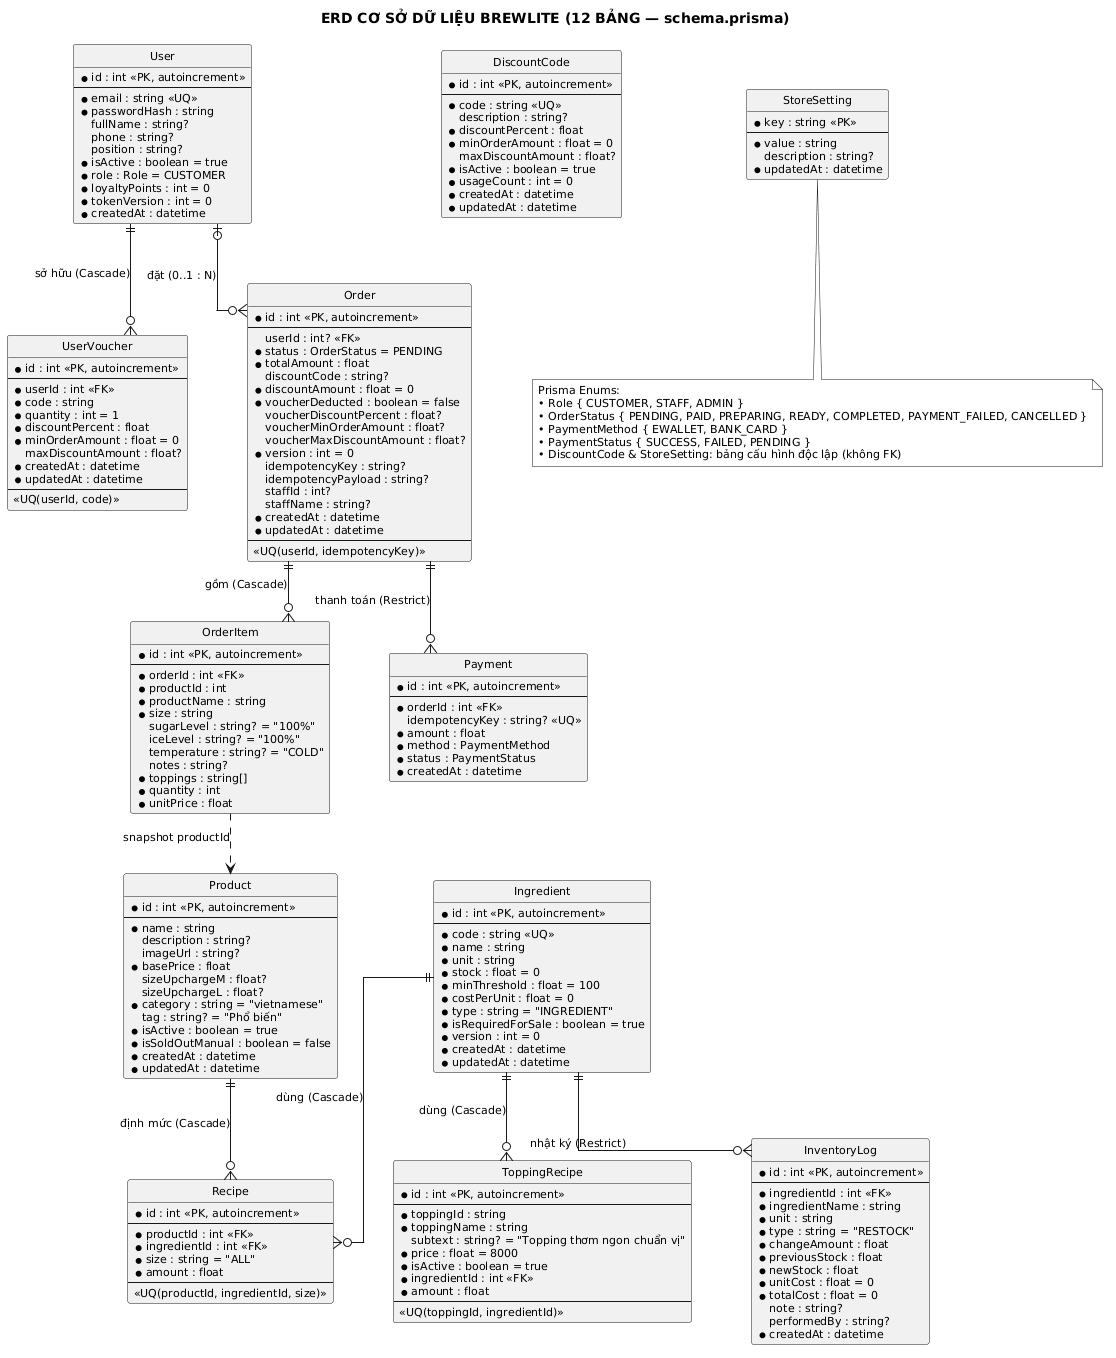 ERD CƠ SỞ DỮ LIỆU BREWLITE (12 BẢNG — schema.prisma)
User
id : int «PK, autoincrement»
email : string «UQ»
passwordHash : string
fullName : string?
phone : string?
position : string?
isActive : boolean = true
role : Role = CUSTOMER
loyaltyPoints : int = 0
tokenVersion : int = 0
createdAt : datetime
DiscountCode
id : int «PK, autoincrement»
code : string «UQ»
description : string?
discountPercent : float
minOrderAmount : float = 0
maxDiscountAmount : float?
isActive : boolean = true
usageCount : int = 0
createdAt : datetime
updatedAt : datetime
StoreSetting
key : string «PK»
value : string
description : string?
updatedAt : datetime
sở hữu (Cascade)
đặt (0..1 : N)
UserVoucher
id : int «PK, autoincrement»
userId : int «FK»
code : string
quantity : int = 1
discountPercent : float
minOrderAmount : float = 0
maxDiscountAmount : float?
createdAt : datetime
updatedAt : datetime
«UQ(userId, code)»
Order
id : int «PK, autoincrement»
userId : int? «FK»
status : OrderStatus = PENDING
totalAmount : float
discountCode : string?
discountAmount : float = 0
voucherDeducted : boolean = false
voucherDiscountPercent : float?
voucherMinOrderAmount : float?
voucherMaxDiscountAmount : float?
version : int = 0
idempotencyKey : string?
idempotencyPayload : string?
staffId : int?
staffName : string?
createdAt : datetime
updatedAt : datetime
«UQ(userId, idempotencyKey)»
Prisma Enums:
• Role { CUSTOMER, STAFF, ADMIN }
• OrderStatus { PENDING, PAID, PREPARING, READY, COMPLETED, PAYMENT_FAILED, CANCELLED }
• PaymentMethod { EWALLET, BANK_CARD }
• PaymentStatus { SUCCESS, FAILED, PENDING }
• DiscountCode & StoreSetting: bảng cấu hình độc lập (không FK)
gồm (Cascade)
thanh toán (Restrict)
OrderItem
id : int «PK, autoincrement»
orderId : int «FK»
productId : int
productName : string
size : string
sugarLevel : string? = "100%"
iceLevel : string? = "100%"
temperature : string? = "COLD"
notes : string?
toppings : string[]
quantity : int
unitPrice : float
Payment
id : int «PK, autoincrement»
orderId : int «FK»
idempotencyKey : string? «UQ»
amount : float
method : PaymentMethod
status : PaymentStatus
createdAt : datetime
snapshot productId
Product
id : int «PK, autoincrement»
name : string
description : string?
imageUrl : string?
basePrice : float
sizeUpchargeM : float?
sizeUpchargeL : float?
category : string = "vietnamese"
tag : string? = "Phổ biến"
isActive : boolean = true
isSoldOutManual : boolean = false
createdAt : datetime
updatedAt : datetime
Ingredient
id : int «PK, autoincrement»
code : string «UQ»
name : string
unit : string
stock : float = 0
minThreshold : float = 100
costPerUnit : float = 0
type : string = "INGREDIENT"
isRequiredForSale : boolean = true
version : int = 0
createdAt : datetime
updatedAt : datetime
định mức (Cascade)
dùng (Cascade)
dùng (Cascade)
nhật ký (Restrict)
Recipe
id : int «PK, autoincrement»
productId : int «FK»
ingredientId : int «FK»
size : string = "ALL"
amount : float
«UQ(productId, ingredientId, size)»
ToppingRecipe
id : int «PK, autoincrement»
toppingId : string
toppingName : string
subtext : string? = "Topping thơm ngon chuẩn vị"
price : float = 8000
isActive : boolean = true
ingredientId : int «FK»
amount : float
«UQ(toppingId, ingredientId)»
InventoryLog
id : int «PK, autoincrement»
ingredientId : int «FK»
ingredientName : string
unit : string
type : string = "RESTOCK"
changeAmount : float
previousStock : float
newStock : float
unitCost : float = 0
totalCost : float = 0
note : string?
performedBy : string?
createdAt : datetime